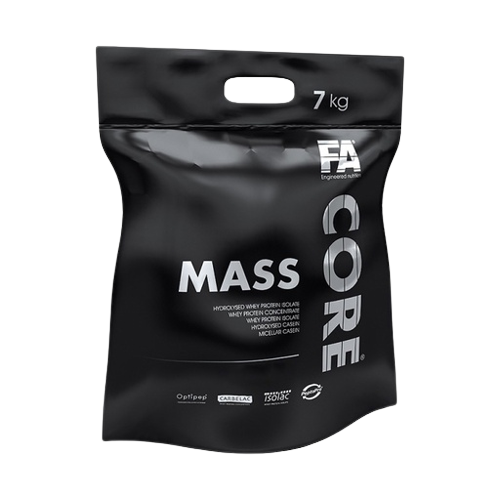 7 kg
FA
Engineered nutrition
CORE®
MASS
HYDROLYSED WHEY PROTEIN ISOLATE
WHEY PROTEIN CONCENTRATE
WHEY PROTEIN ISOLATE
HYDROLYSED CASEIN
MICELLAR CASEIN
Optipep
CARBELAC
isolac